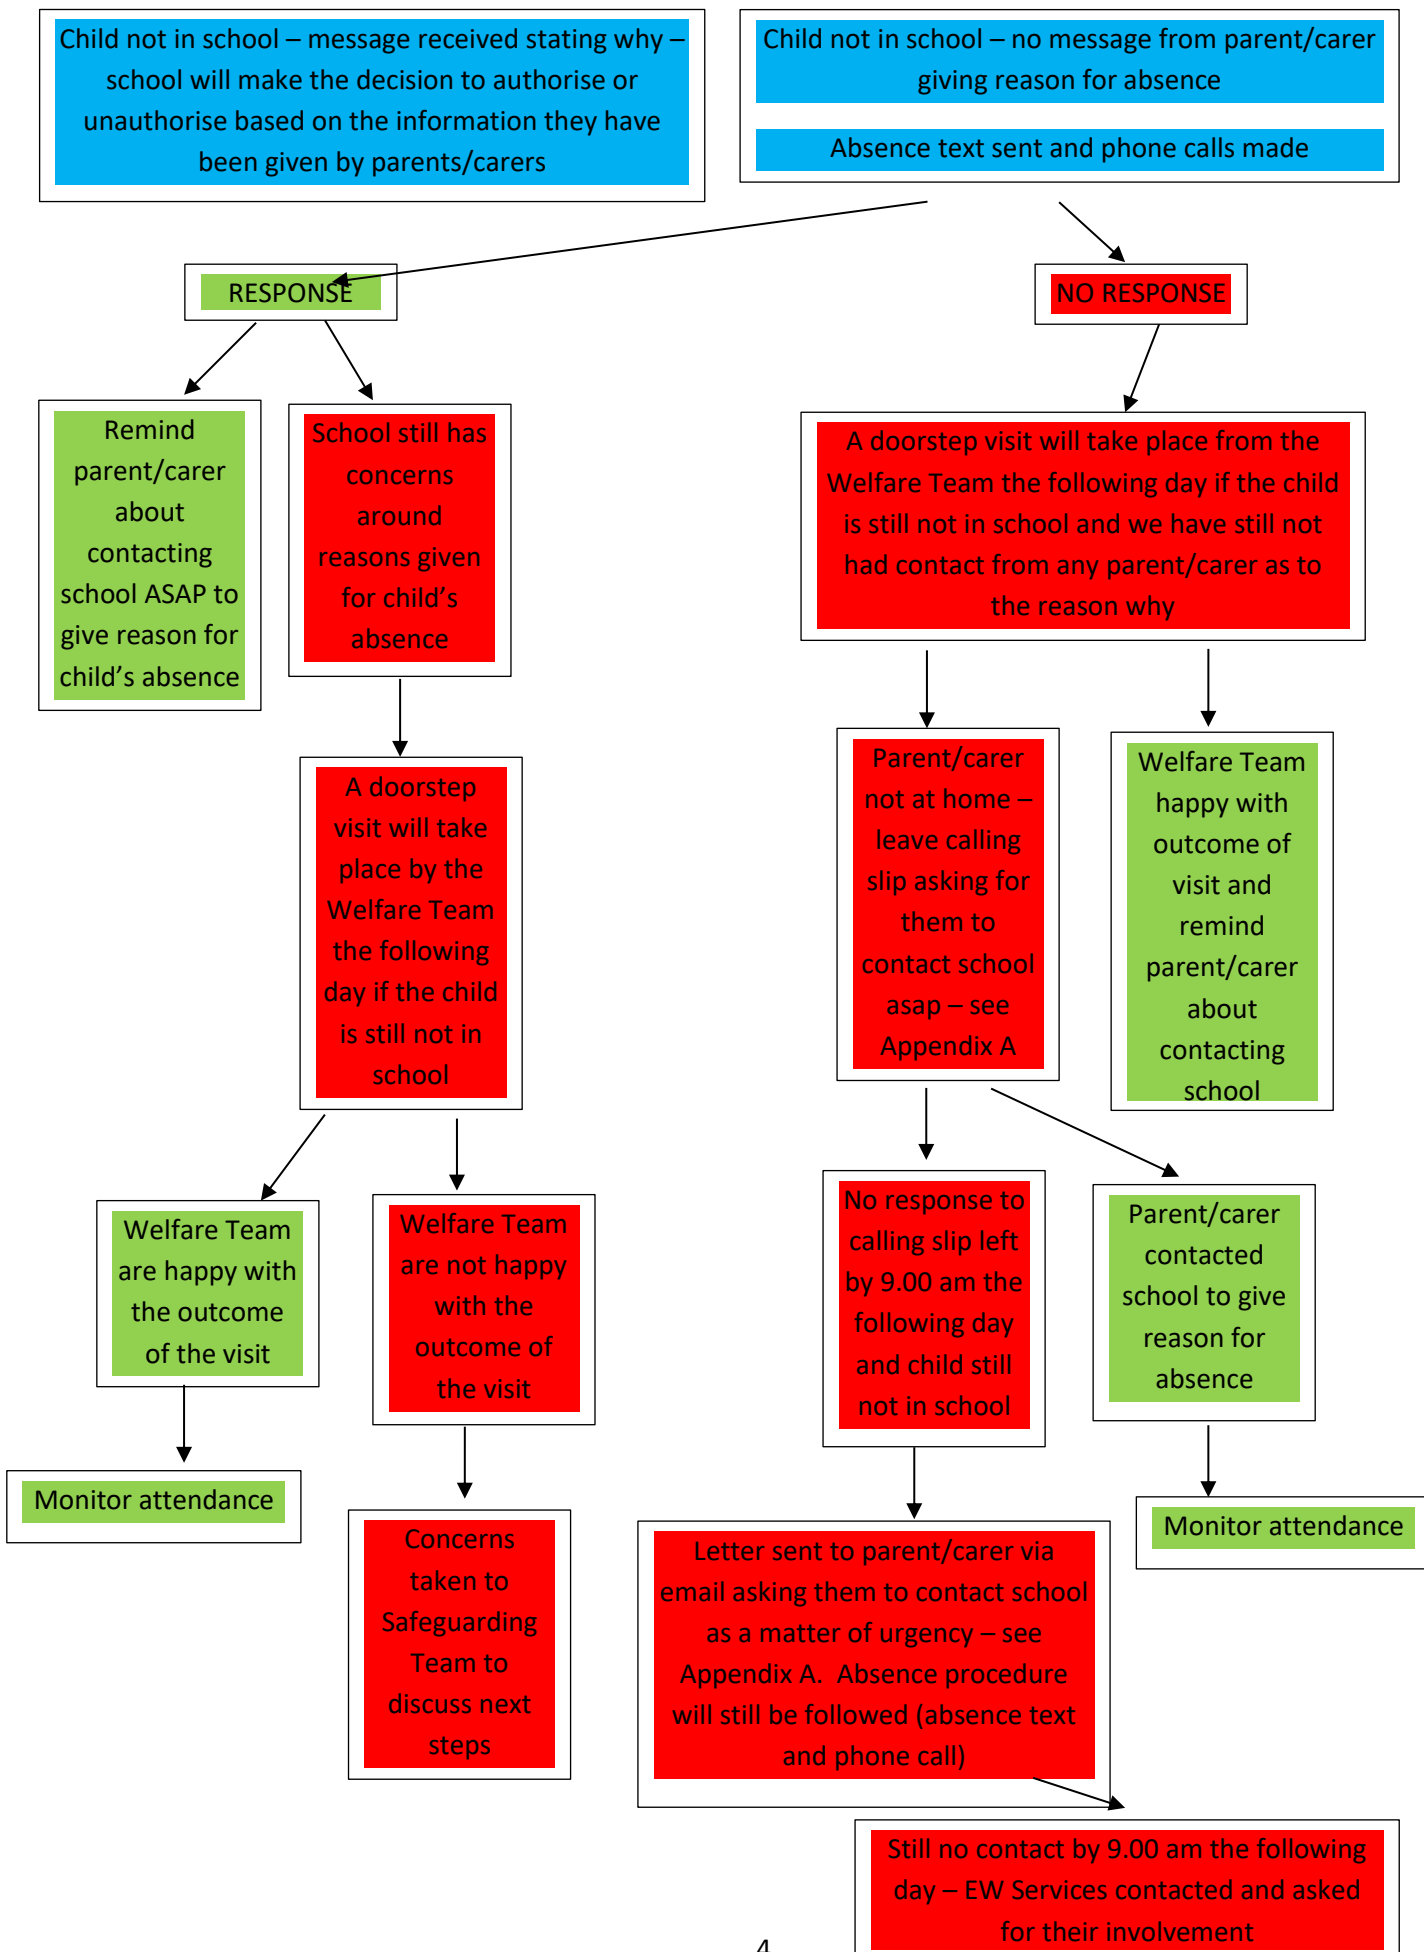 Child not in school – message received stating why –
school will make the decision to authorise or
unauthorise based on the information they have
been given by parents/carers
Child not in school – no message from parent/carer
giving reason for absence
Absence text sent and phone calls made
RESPONSE
NO RESPONSE
Remind
parent/carer
about
contacting
school ASAP to
give reason for
child’s absence
School still has
concerns
around
reasons given
for child’s
absence
A doorstep visit will take place from the
Welfare Team the following day if the child
is still not in school and we have still not
had contact from any parent/carer as to
the reason why
A doorstep
visit will take
place by the
Welfare Team
the following
day if the child
is still not in
school
Parent/carer
not at home –
leave calling
slip asking for
them to
contact school
asap – see
Appendix A
Welfare Team
happy with
outcome of
visit and
remind
parent/carer
about
contacting
school
Welfare Team
are happy with
the outcome
of the visit
Welfare Team
are not happy
with the
outcome of
the visit
No response to
calling slip left
by 9.00 am the
following day
and child still
not in school
Parent/carer
contacted
school to give
reason for
absence
Monitor attendance
Concerns
taken to
Safeguarding
Team to
discuss next
steps
Letter sent to parent/carer via
email asking them to contact school
as a matter of urgency – see
Appendix A.  Absence procedure
will still be followed (absence text
and phone call)
Monitor attendance
Still no contact by 9.00 am the following
day – EW Services contacted and asked
for their involvement
4